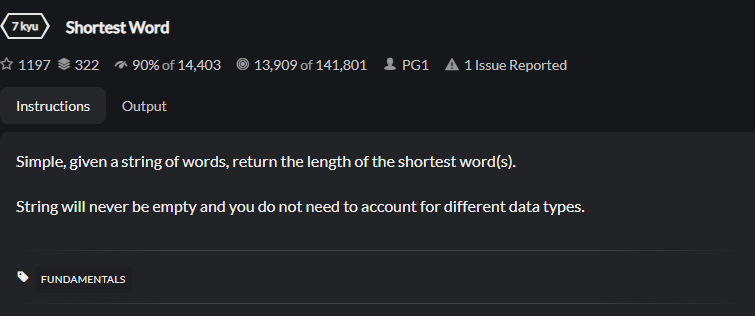 7 kyu Shortest Word
1197 322 90% of 14,403 13,909 of 141,801 PG1 1 Issue Reported
Instructions Output
Simple, given a string of words, return the length of the shortest word(s).
String will never be empty and you do not need to account for different data types.
FUNDAMENTALS